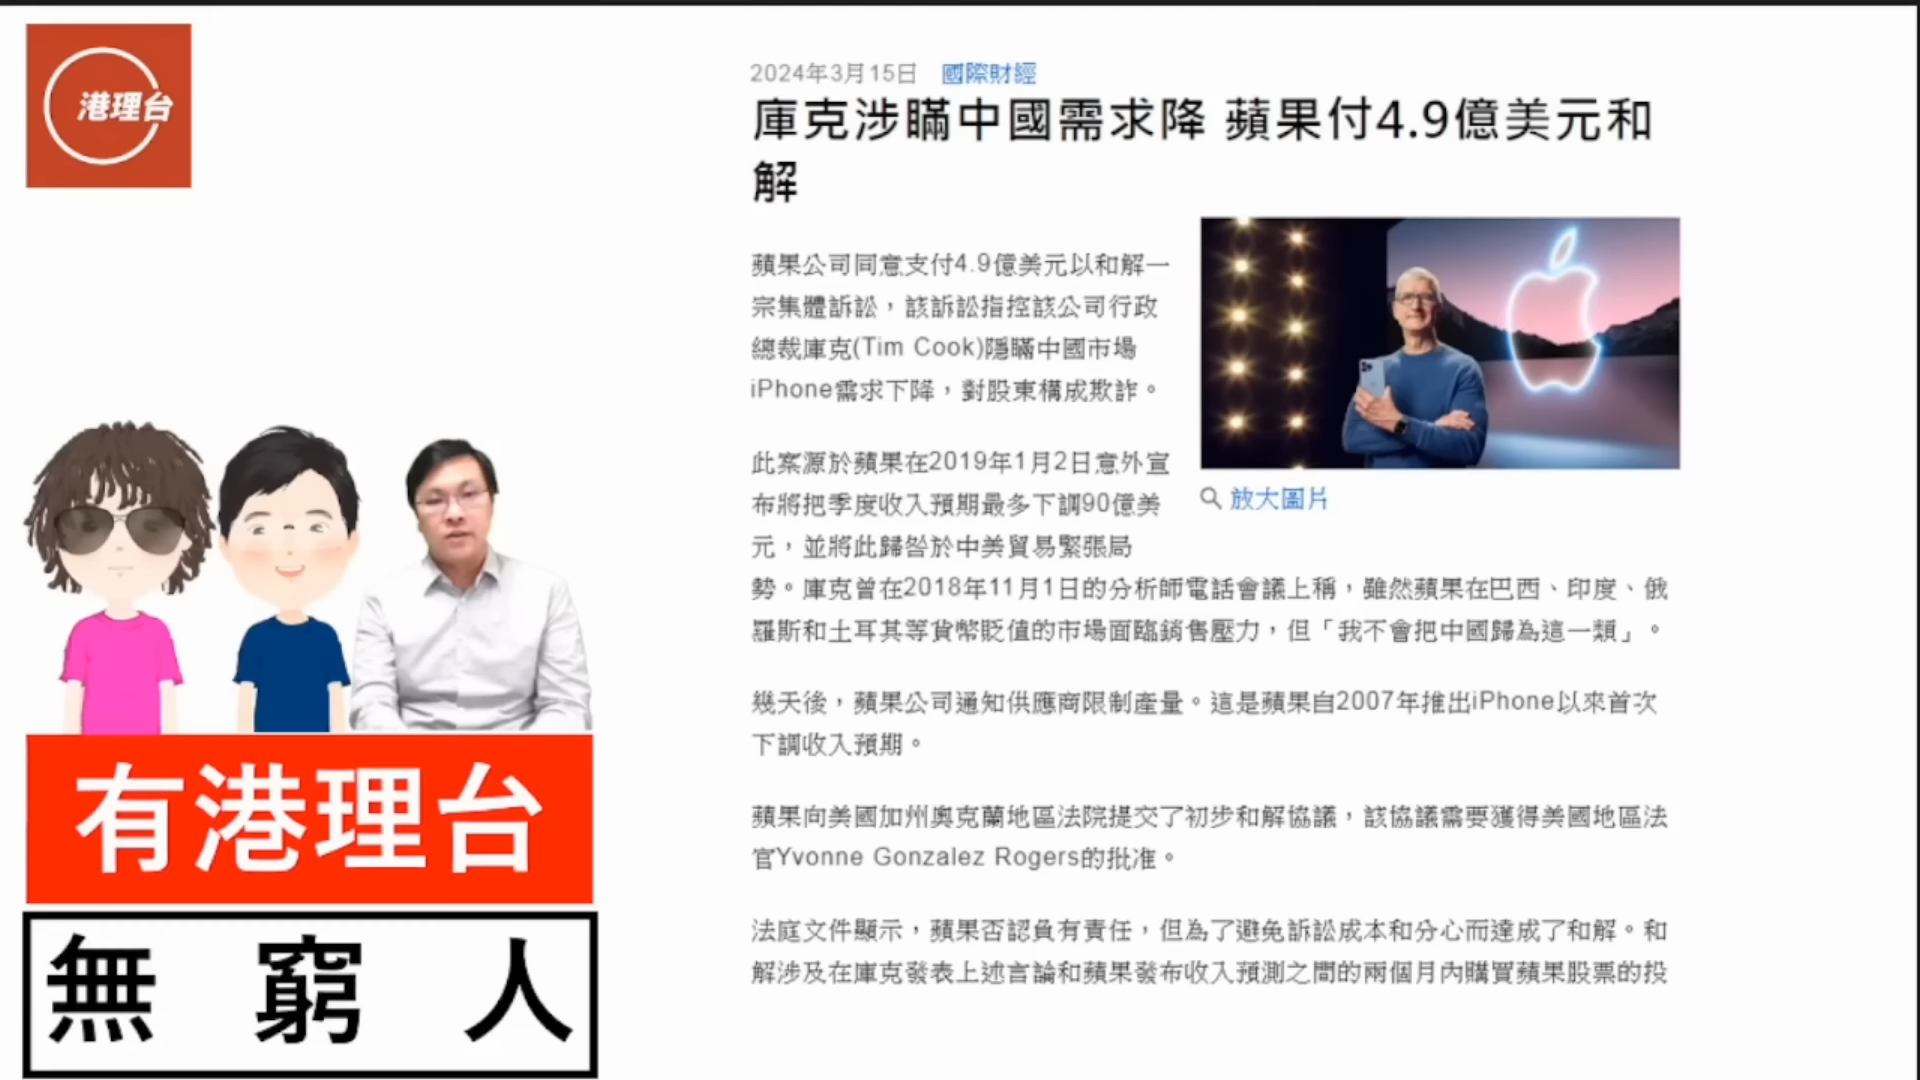 港理台
2024年3月15日 國際財經
庫克涉瞞中國需求降 蘋果付4.9億美元和
解
蘋果公司同意支付4.9億美元以和解一
宗集體訴訟，該訴訟指控該公司行政
總裁庫克(Tim Cook)隱瞞中國市場
iPhone需求下降，對股東構成欺詐。
放大圖片
此案源於蘋果在2019年1月2日意外宣
布將把季度收入預期最多下調90億美
元，並將此歸咎於中美貿易緊張局
勢。庫克曾在2018年11月1日的分析師電話會議上稱，雖然蘋果在巴西、印度、俄
羅斯和土耳其等貨幣貶值的市場面臨銷售壓力，但「我不會把中國歸為這一類」。
幾天後，蘋果公司通知供應商限制產量。這是蘋果自2007年推出iPhone以來首次
下調收入預期。
蘋果向美國加州奧克蘭地區法院提交了初步和解協議，該協議需要獲得美國地區法
官Yvonne Gonzalez Rogers的批准。
法庭文件顯示，蘋果否認負有責任，但為了避免訴訟成本和分心而達成了和解。和
解涉及在庫克發表上述言論和蘋果發布收入預測之間的兩個月內購買蘋果股票的投
有港理台
無窮人